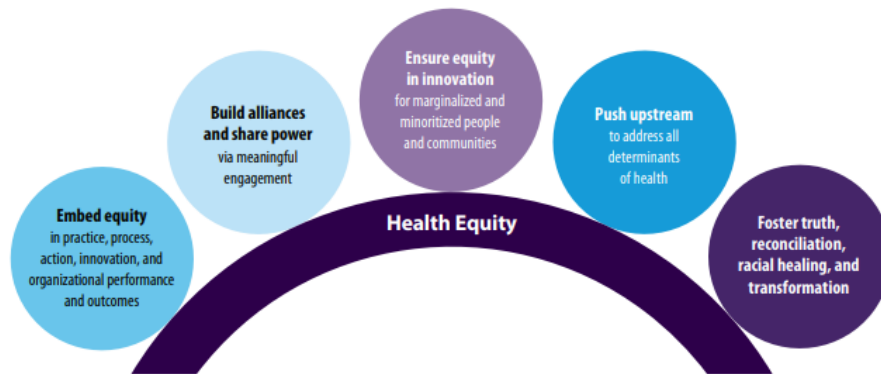 Embed equity
in practice, process,
action, innovation, and
organizational performance
and outcomes
Build alliances
and share power
via meaningful
engagement
Ensure equity
in innovation
for marginalized and
minoritized people
and communities
Push upstream
to address all
determinants
of health
Foster truth,
reconciliation,
racial healing, and
transformation
Health Equity